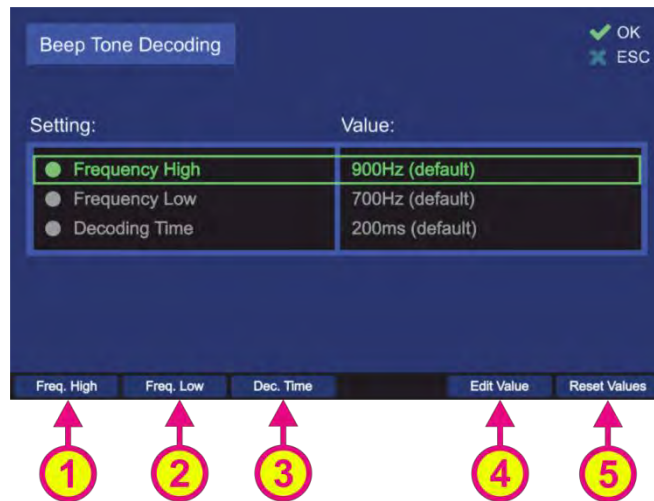 Beep Tone Decoding
OK
ESC
Setting: Value:
Frequency High 900Hz (default)
Frequency Low 700Hz (default)
Decoding Time 200ms (default)
Freq. High Freq. Low Dec. Time Edit Value Reset Values
1 2 3 4 5